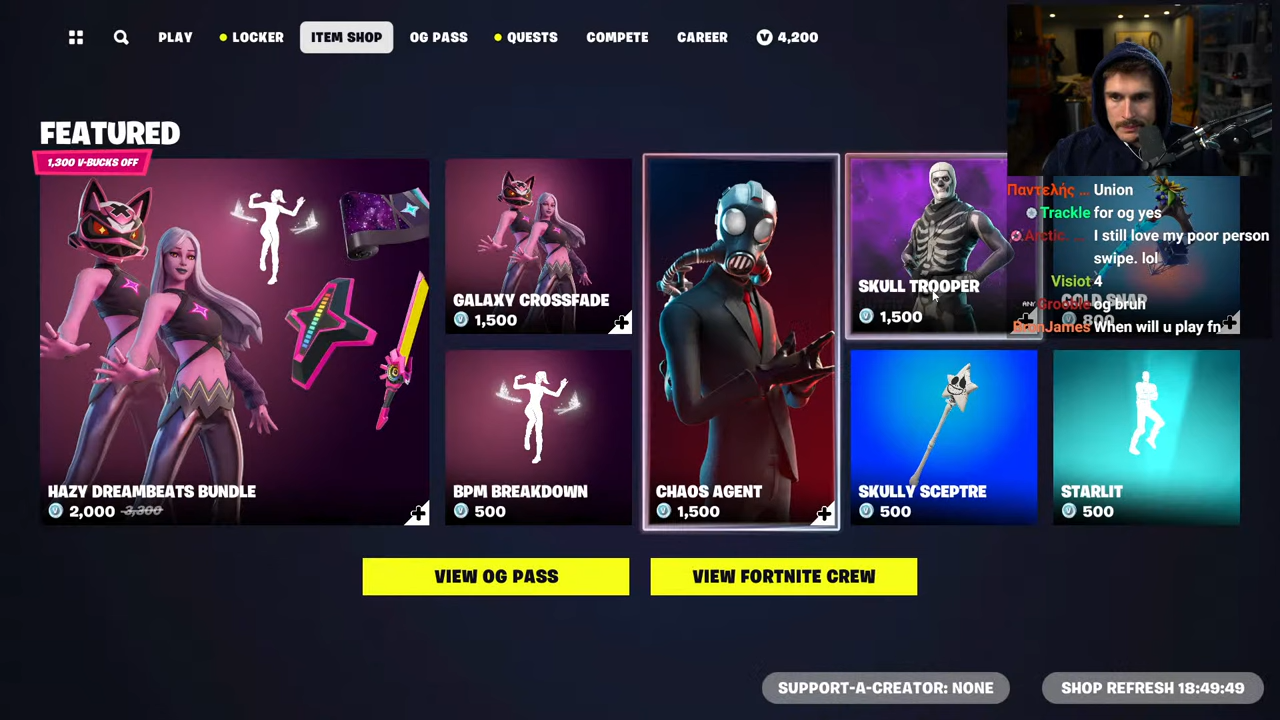 PLAY
LOCKER
ITEM SHOP
OG PASS
QUESTS
COMPETE
CAREER
4,200
FEATURED
1,300 V-BUCKS OFF
HAZY DREAMBEATS BUNDLE
2,000 3,300
GALAXY CROSSFADE
1,500
BPM BREAKDOWN
500
CHAOS AGENT
1,500
SKULL TROOPER
1,500
SKULLY SCEPTRE
500
COLD SNAP
800
STARLIT
500
Παντελής ... Union
Trackle for og yes
Arctic. ... I still love my poor person
swipe. lol
Visiot 4
og bruh
When will u play fn
VIEW OG PASS
VIEW FORTNITE CREW
SUPPORT-A-CREATOR: NONE
SHOP REFRESH 18:49:49